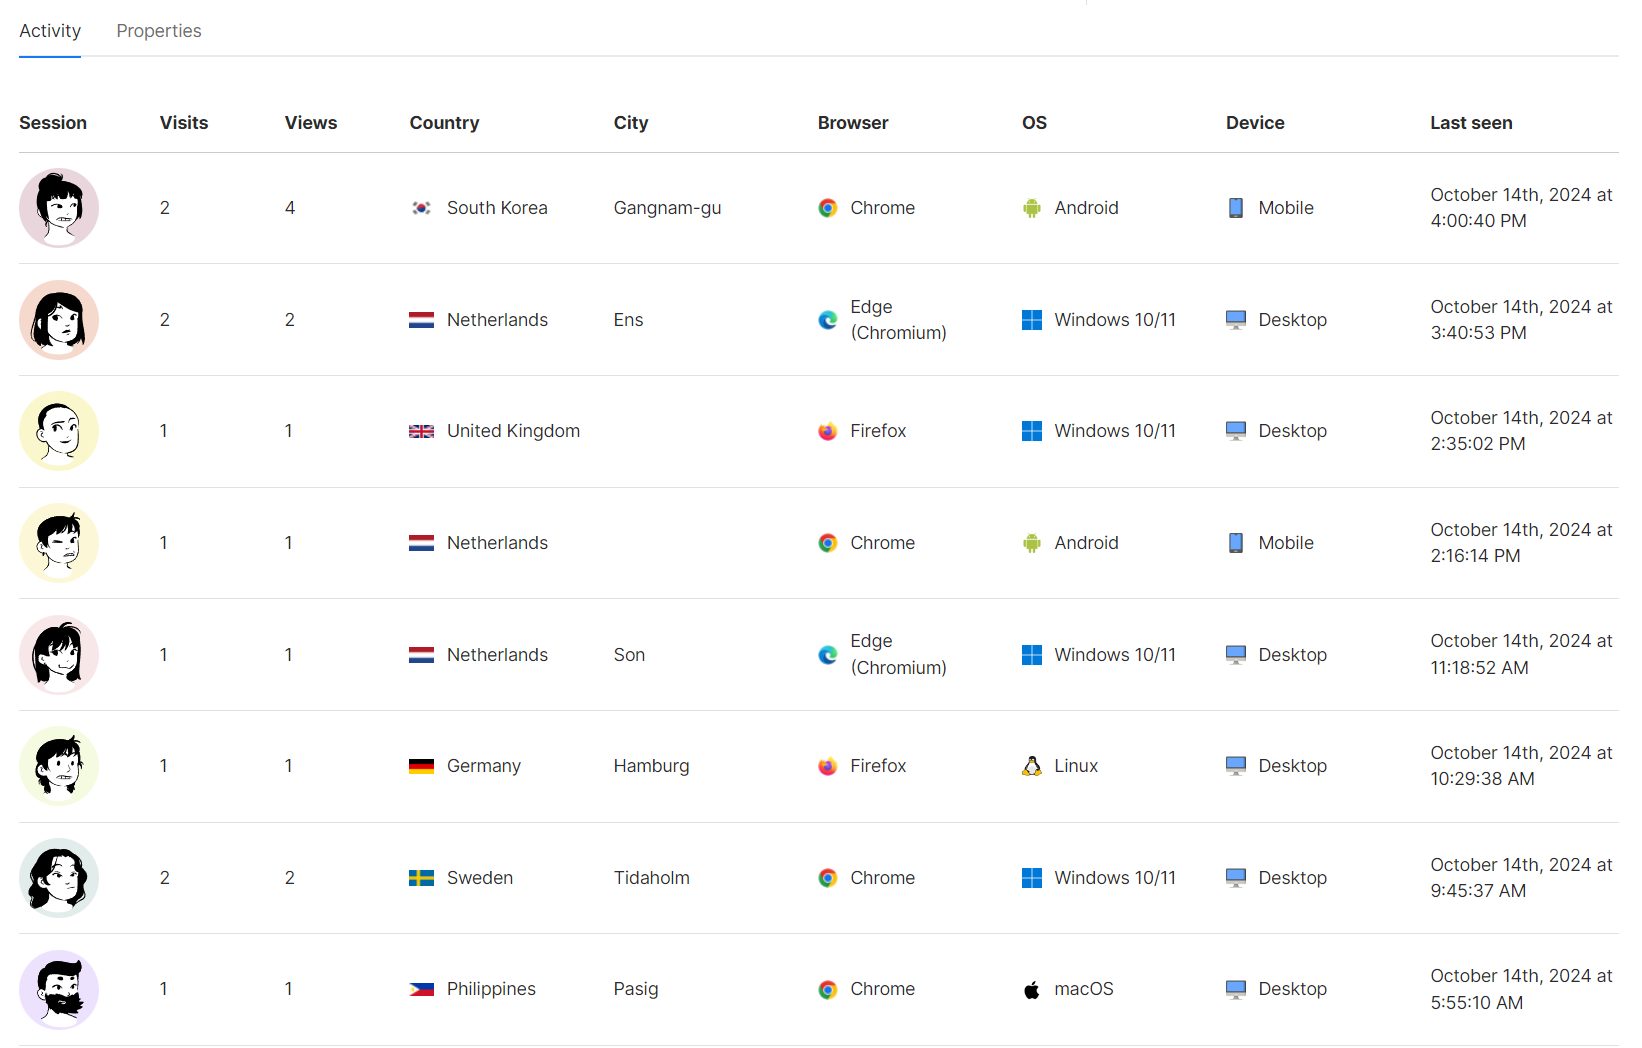 Activity Properties
Session Visits Views Country City Browser OS Device Last seen
2 4 South Korea Gangnam-gu Chrome Android Mobile October 14th, 2024 at
4:00:40 PM
2 2 Netherlands Ens Edge
(Chromium) Windows 10/11 Desktop October 14th, 2024 at
3:40:53 PM
1 1 United Kingdom Firefox Windows 10/11 Desktop October 14th, 2024 at
2:35:02 PM
1 1 Netherlands Chrome Android Mobile October 14th, 2024 at
2:16:14 PM
1 1 Netherlands Son Edge
(Chromium) Windows 10/11 Desktop October 14th, 2024 at
11:18:52 AM
1 1 Germany Hamburg Firefox Linux Desktop October 14th, 2024 at
10:29:38 AM
2 2 Sweden Tidaholm Chrome Windows 10/11 Desktop October 14th, 2024 at
9:45:37 AM
1 1 Philippines Pasig Chrome macOS Desktop October 14th, 2024 at
5:55:10 AM